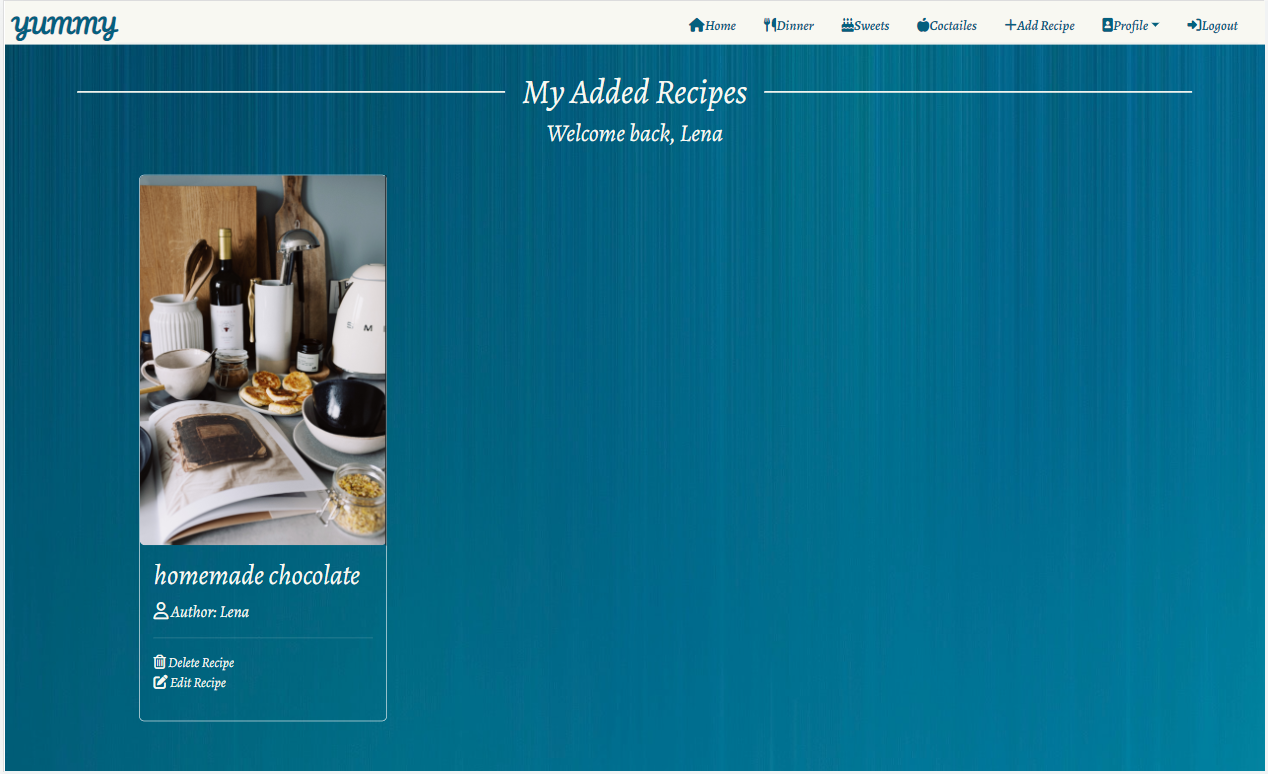 yummy
Home Dinner Sweets Coctailes Add Recipe Profile Logout
My Added Recipes
Welcome back, Lena
E M
homemade chocolate
Author: Lena
Delete Recipe
Edit Recipe